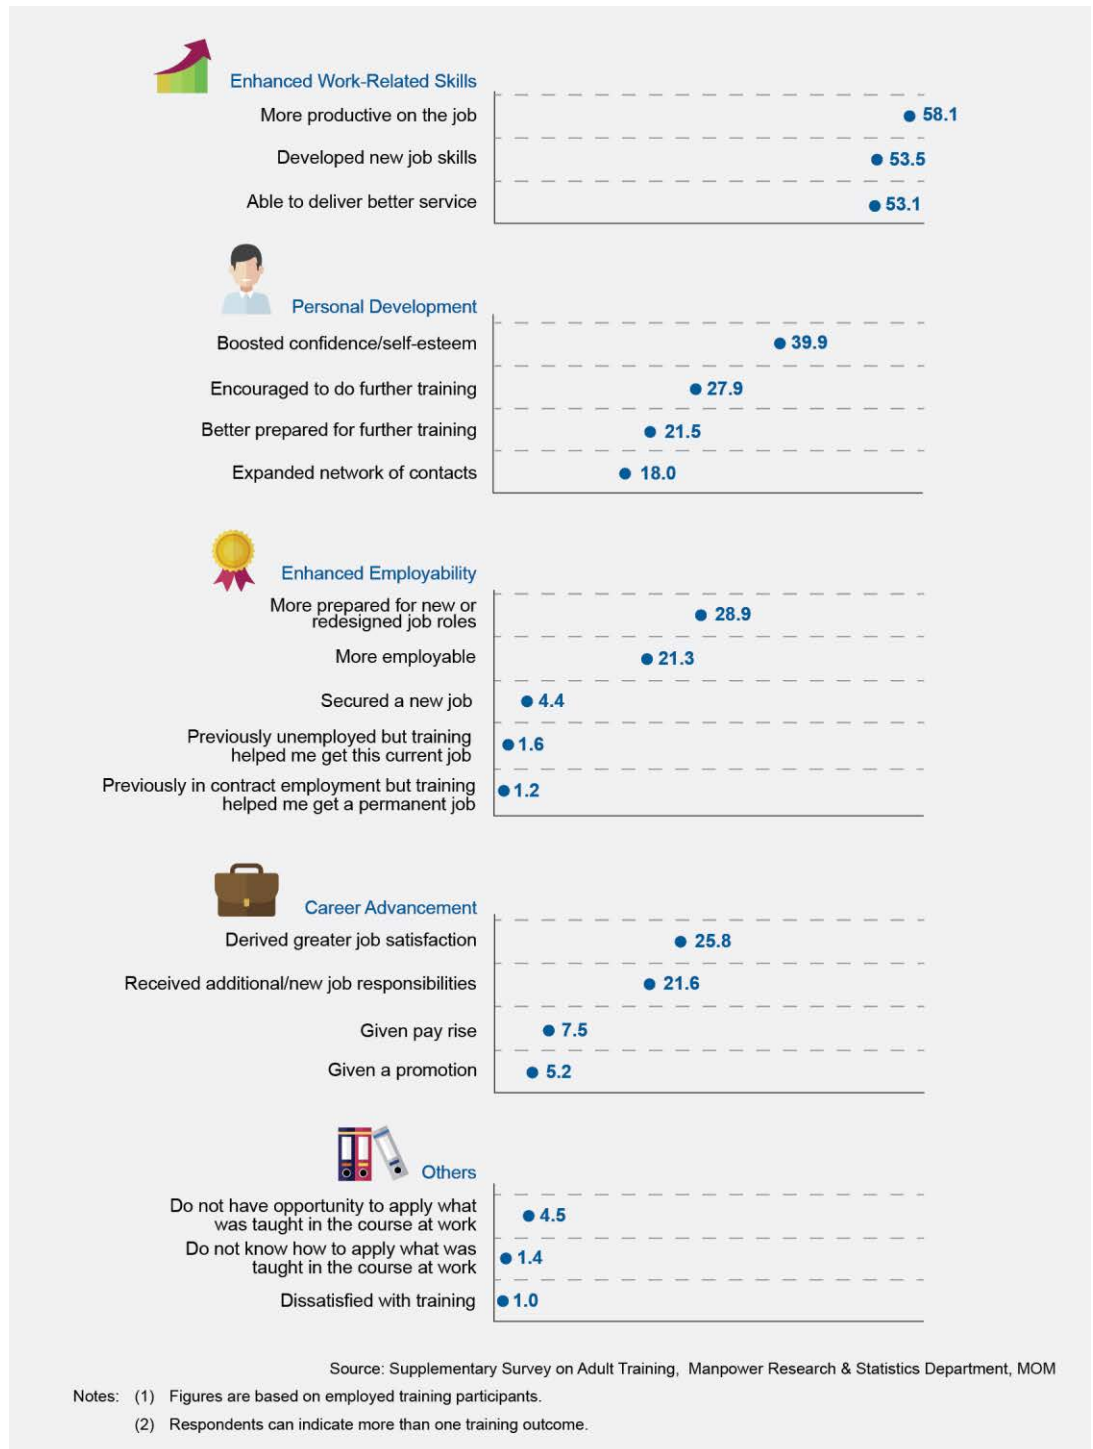 Enhanced Work-Related Skills
More productive on the job 58.1
Developed new job skills 53.5
Able to deliver better service 53.1
Personal Development
Boosted confidence/self-esteem 39.9
Encouraged to do further training 27.9
Better prepared for further training 21.5
Expanded network of contacts 18.0
Enhanced Employability
More prepared for new or
redesigned job roles 28.9
More employable 21.3
Secured a new job 4.4
Previously unemployed but training
helped me get this current job 1.6
Previously in contract employment but training
helped me get a permanent job 1.2
Career Advancement
Derived greater job satisfaction 25.8
Received additional/new job responsibilities 21.6
Given pay rise 7.5
Given a promotion 5.2
Others
Do not have opportunity to apply what
was taught in the course at work 4.5
Do not know how to apply what was
taught in the course at work 1.4
Dissatisfied with training 1.0
Source: Supplementary Survey on Adult Training, Manpower Research & Statistics Department, MOM
Notes: (1) Figures are based on employed training participants.
(2) Respondents can indicate more than one training outcome.